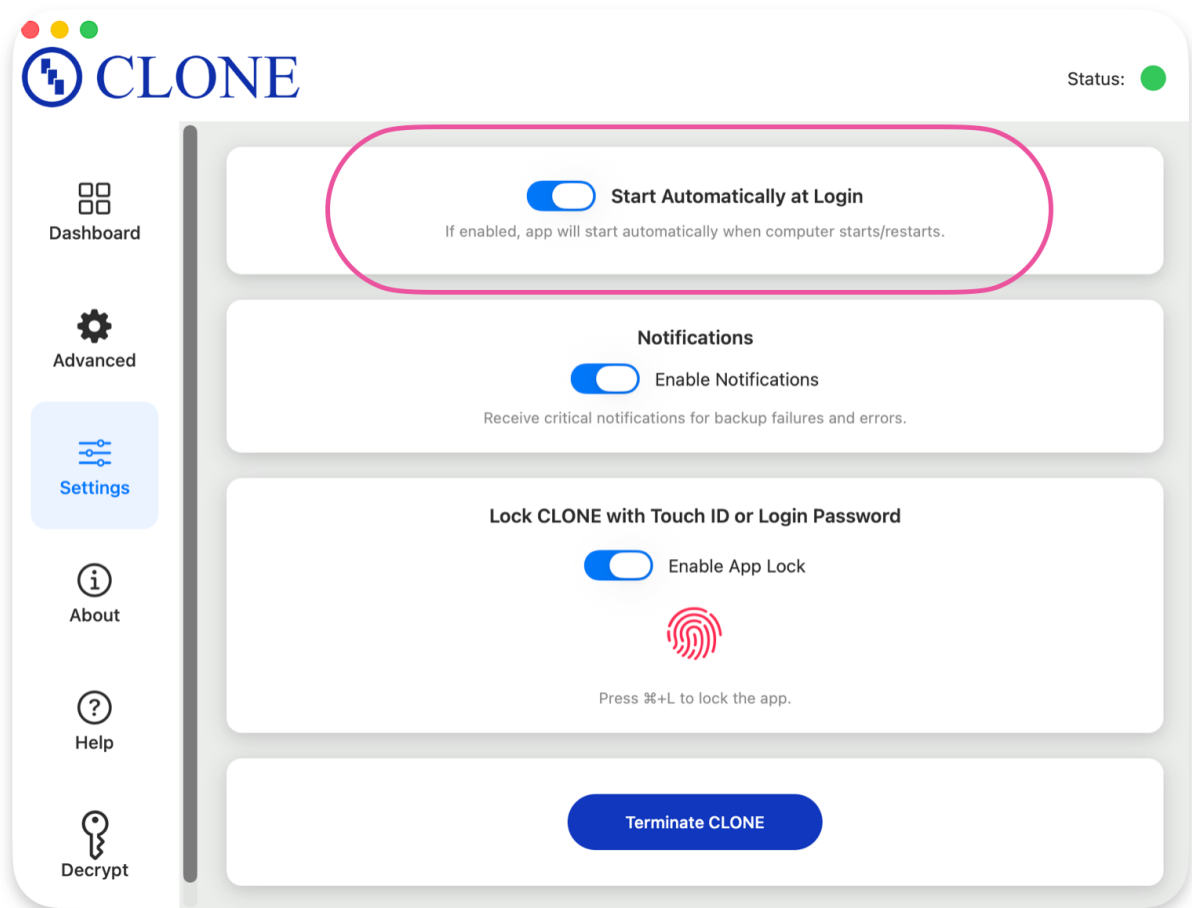 CLONE
Status:
Dashboard
Advanced
Settings
About
Help
Decrypt
Start Automatically at Login
If enabled, app will start automatically when computer starts/restarts.
Notifications
Enable Notifications
Receive critical notifications for backup failures and errors.
Lock CLONE with Touch ID or Login Password
Enable App Lock
Press ⌘+L to lock the app.
Terminate CLONE